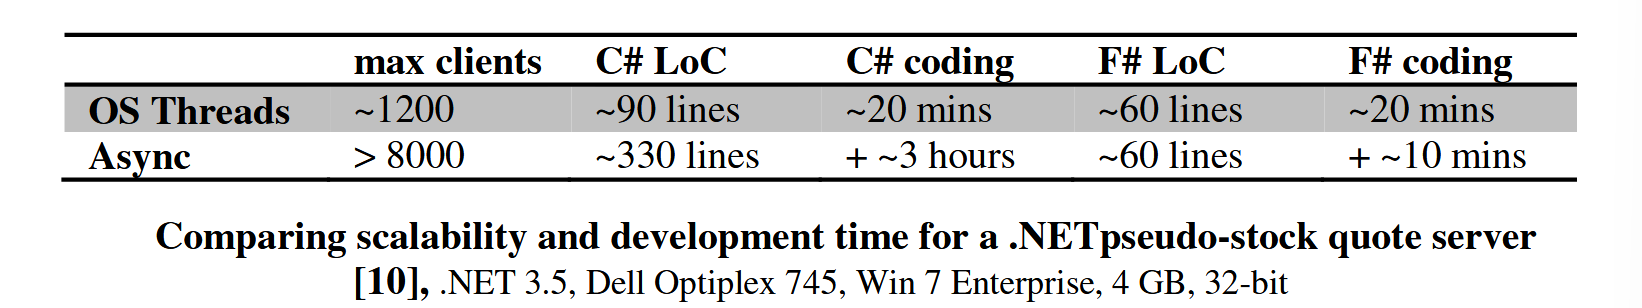 max clients C# LoC C# coding F# LoC F# coding
OS Threads ~1200 ~90 lines ~20 mins ~60 lines ~20 mins
Async > 8000 ~330 lines + ~3 hours ~60 lines + ~10 mins
Comparing scalability and development time for a .NETpseudo-stock quote server
[10], .NET 3.5, Dell Optiplex 745, Win 7 Enterprise, 4 GB, 32-bit